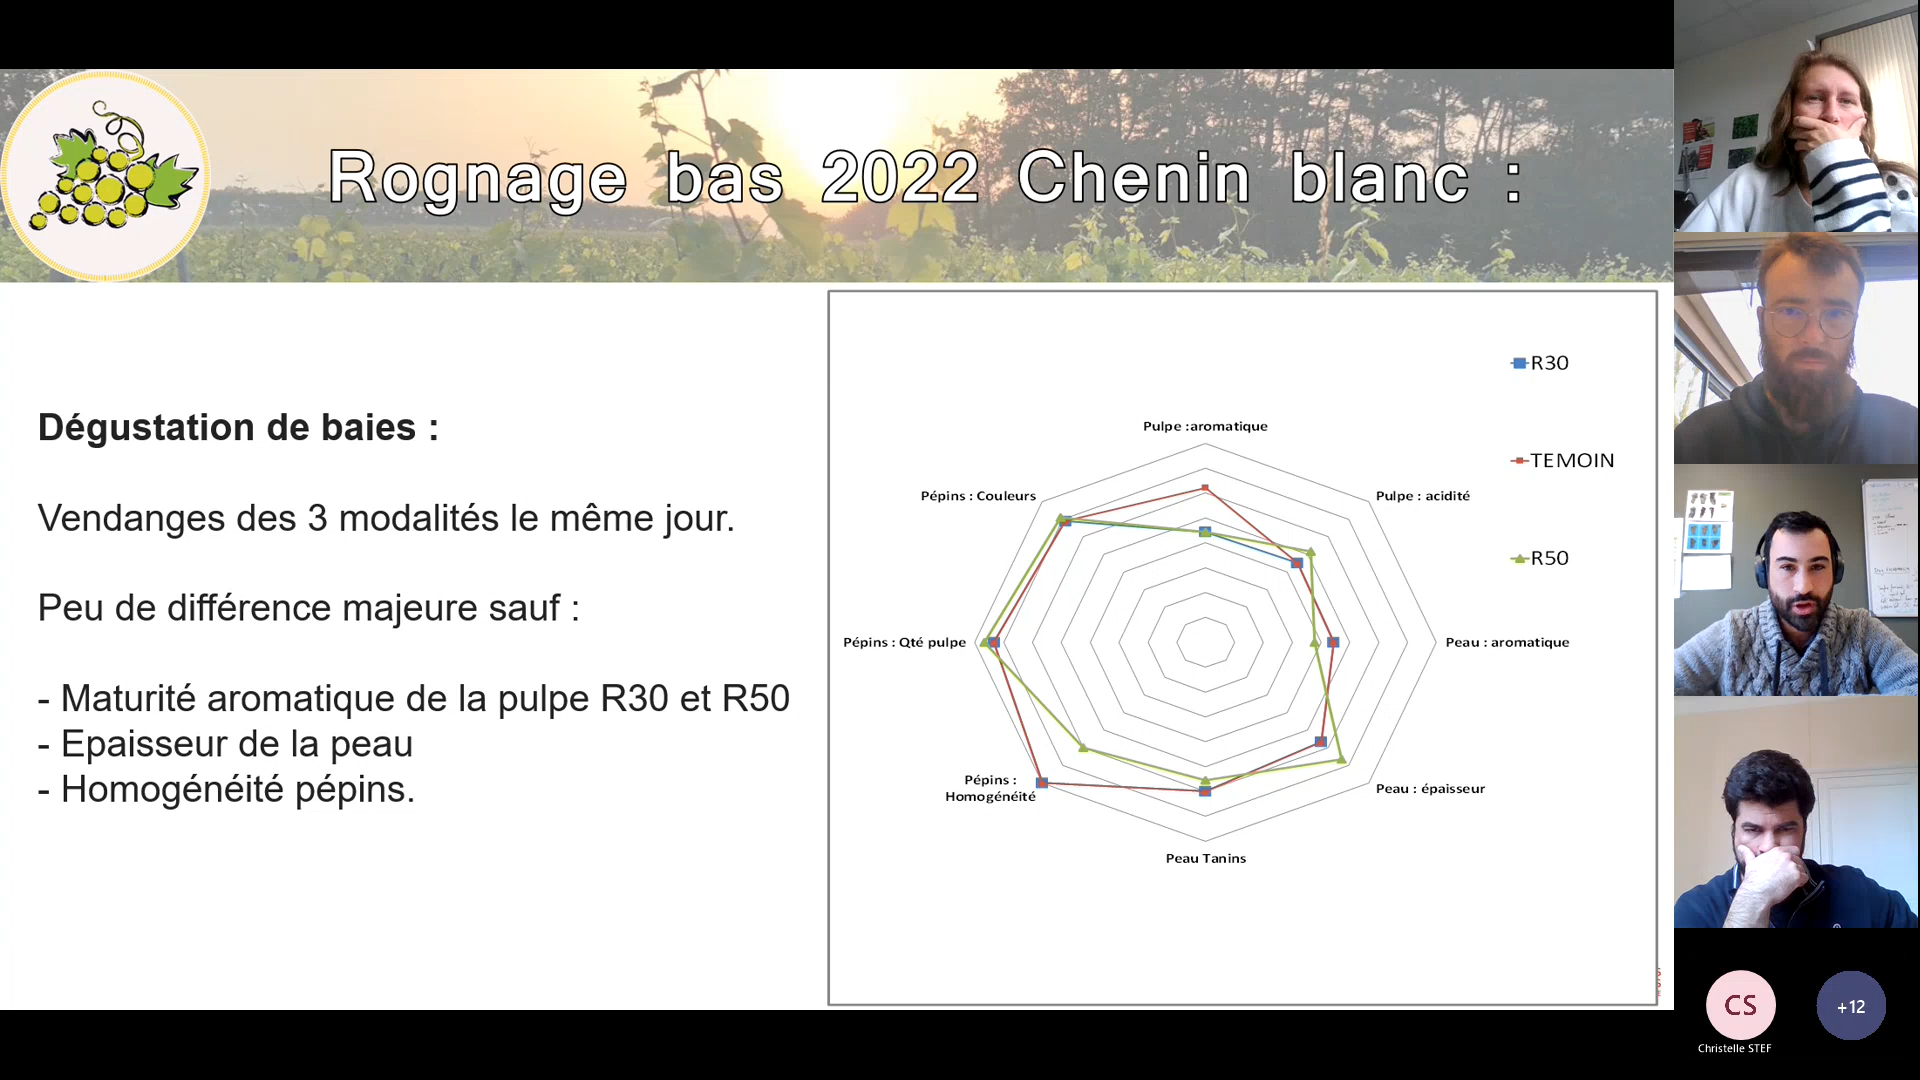 Rognage bas 2022 Chenin blanc :
Dégustation de baies :
Vendanges des 3 modalités le même jour.
Peu de différence majeure sauf :
- Maturité aromatique de la pulpe R30 et R50
- Epaisseur de la peau
- Homogénéité pépins.
R30
TEMOIN
R50
Pulpe :aromatique
Pulpe : acidité
Peau : aromatique
Peau : épaisseur
Peau Tanins
Pépins :
Homogénéité
Pépins : Qté pulpe
Pépins : Couleurs
CS
Christelle STEF
+12